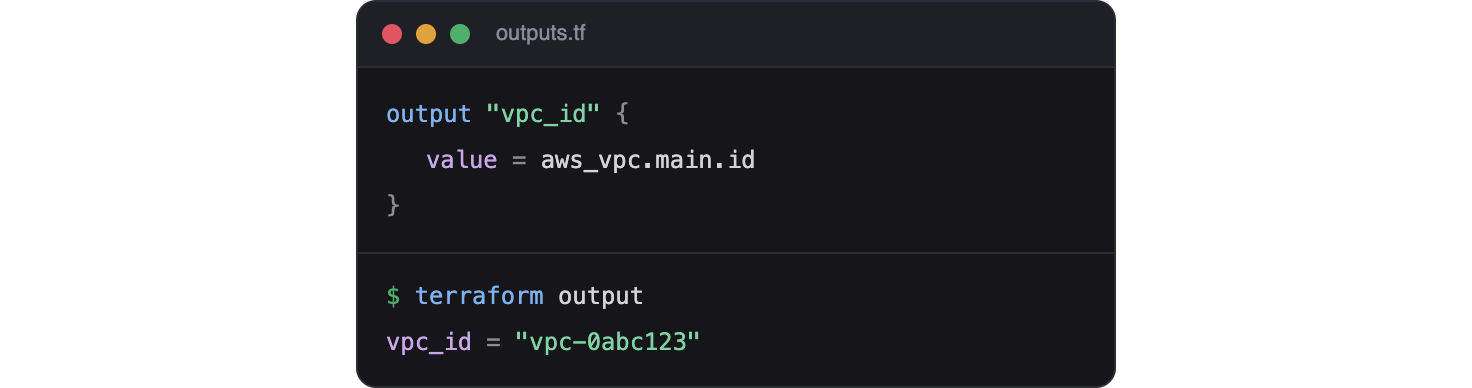 outputs.tf
output "vpc_id" {
value = aws_vpc.main.id
}
$ terraform output
vpc_id = "vpc-0abc123"